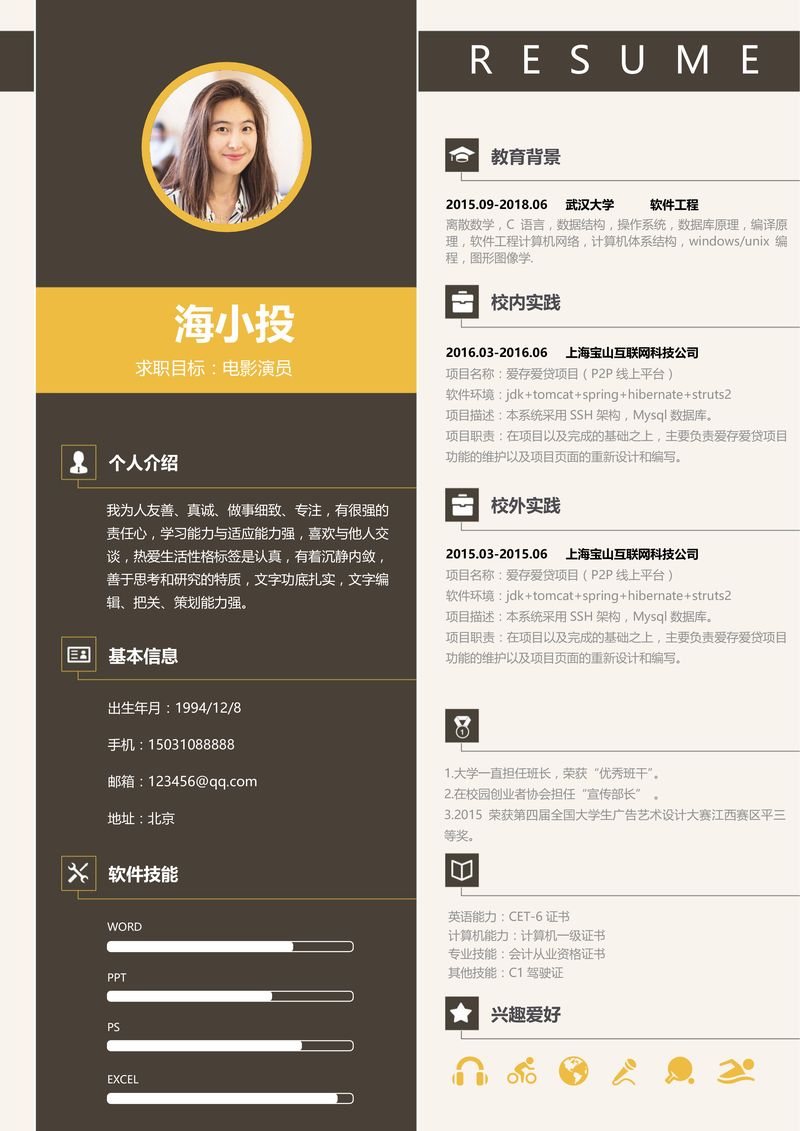 RESUME
海小投
求职目标：电影演员
个人介绍
我为人友善、真诚、做事细致、专注，有很强的
责任心，学习能力与适应能力强，喜欢与他人交
谈，热爱生活性格标签是认真，有着沉静内敛，
善于思考和研究的特质，文字功底扎实，文字编
辑、把关、策划能力强。
基本信息
出生年月：1994/12/8
手机：15031088888
邮箱：123456@qq.com
地址：北京
软件技能
WORD
PPT
PS
EXCEL
教育背景
2015.09-2018.06 武汉大学 软件工程
离散数学，C 语言，数据结构，操作系统，数据库原理，编译原
理，软件工程计算机网络，计算机体系结构，windows/unix 编
程，图形图像学.
校内实践
2016.03-2016.06 上海宝山互联网科技公司
项目名称：爱存爱贷项目（P2P 线上平台）
软件环境：jdk+tomcat+spring+hibernate+struts2
项目描述：本系统采用 SSH 架构，Mysql 数据库。
项目职责：在项目以及完成的基础之上，主要负责爱存爱贷项目
功能的维护以及项目页面的重新设计和编写。
校外实践
2015.03-2015.06 上海宝山互联网科技公司
项目名称：爱存爱贷项目（P2P 线上平台）
软件环境：jdk+tomcat+spring+hibernate+struts2
项目描述：本系统采用 SSH 架构，Mysql 数据库。
项目职责：在项目以及完成的基础之上，主要负责爱存爱贷项目
功能的维护以及项目页面的重新设计和编写。
1
1.大学一直担任班长，荣获“优秀班干”。
2.在校园创业者协会担任“宣传部长” 。
3.2015 荣获第四届全国大学生广告艺术设计大赛江西赛区平三
等奖。
英语能力：CET-6 证书
计算机能力：计算机一级证书
专业技能：会计从业资格证书
其他技能：C1 驾驶证
兴趣爱好